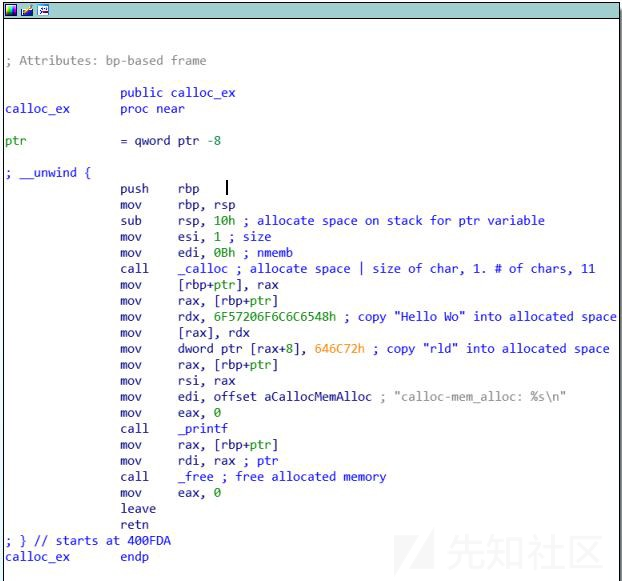 ; Attributes: bp-based frame
public calloc_ex
calloc_ex proc near
ptr = qword ptr -8
; __unwind {
push rbp
mov rbp, rsp
sub rsp, 10h ; allocate space on stack for ptr variable
mov esi, 1 ; size
mov edi, 0Bh ; nmemb
call _calloc ; allocate space | size of char, 1. # of chars, 11
mov [rbp+ptr], rax
mov rax, [rbp+ptr]
mov rdx, 6F57206F6C6C6548h ; copy "Hello Wo" into allocated space
mov [rax], rdx
mov dword ptr [rax+8], 646C72h ; copy "rld" into allocated space
mov rax, [rbp+ptr]
mov rsi, rax
mov edi, offset aCallocMemAlloc ; "calloc-mem_alloc: %s\n"
mov eax, 0
call _printf
mov rax, [rbp+ptr]
mov rdi, rax ; ptr
call _free ; free allocated memory
mov eax, 0
leave
retn
; } // starts at 400FDA
calloc_ex endp
先知社区